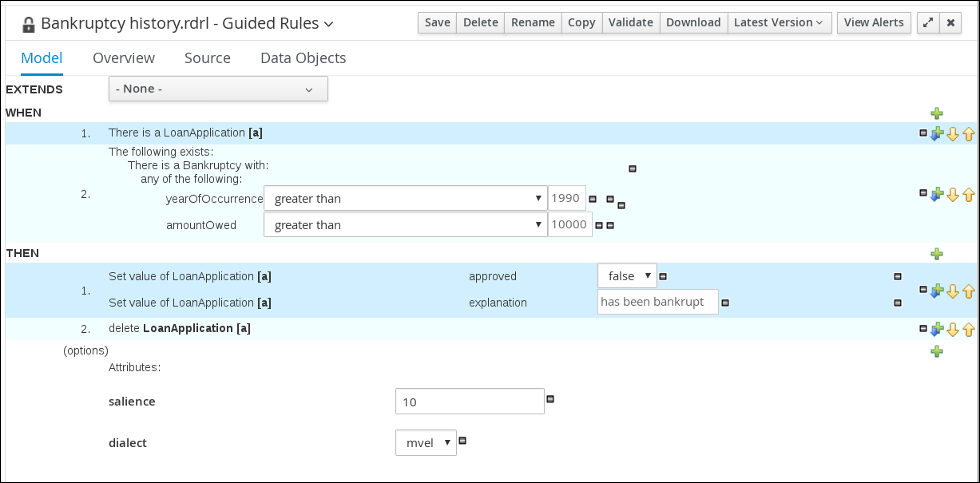 Bankruptcy history.rdrl - Guided Rules Save Delete Rename Copy Validate Download Latest Version View Alerts
Model Overview Source Data Objects
EXTENDS - None -
WHEN
1. There is a LoanApplication [a]
The following exists:
There is a Bankruptcy with:
any of the following:
2.
yearOfOccurrence greater than 1990
amountOwed greater than 10000
THEN
Set value of LoanApplication [a] approved false
1.
Set value of LoanApplication [a] explanation has been bankrupt
2. delete LoanApplication [a]
(options)
Attributes:
salience 10
dialect mvel